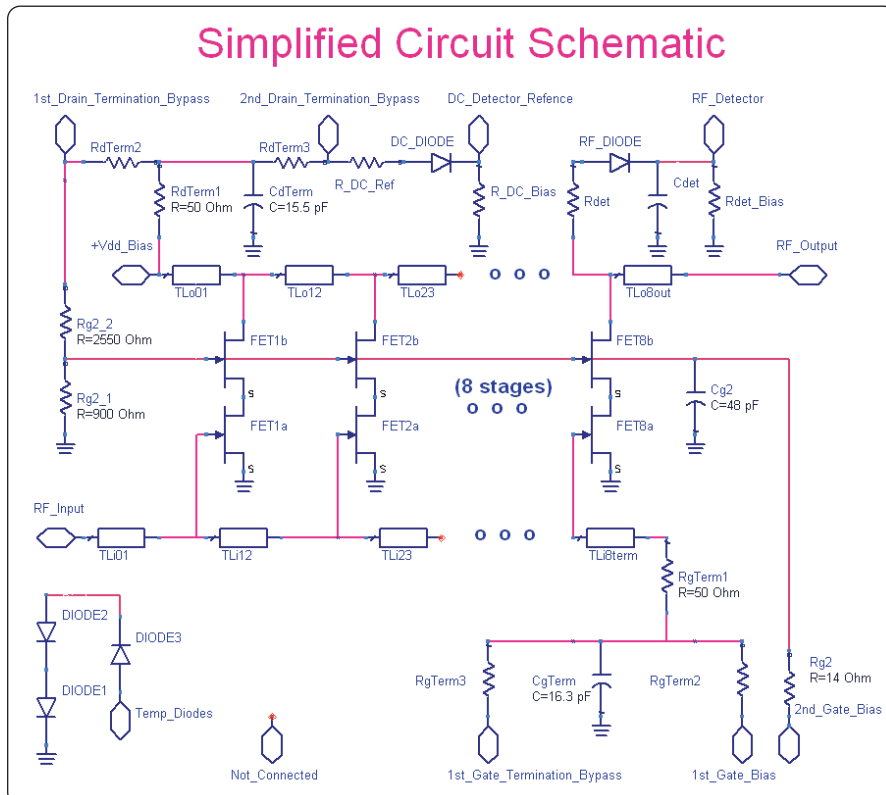 Simplified Circuit Schematic
1st_Drain_Termination_Bypass
2nd_Drain_Termination_Bypass
DC_Detector_Refence
RF_Detector
RdTerm2
RdTerm3
DC_DIODE
RF_DIODE
R_DC_Ref
RdTerm1
R=50 Ohm
CdTerm
C=15.5 pF
R_DC_Bias
Rdet
Cdet
Rdet_Bias
+Vdd_Bias
RF_Output
TLo01
TLo12
TLo23
o o o
TLo8out
Rg2_2
R=2550 Ohm
FET1b
FET2b
FET8b
S
S
S
(8 stages)
o o o
Cg2
C=48 pF
Rg2_1
R=900 Ohm
FET1a
FET2a
FET8a
S
S
S
RF_Input
TLi01
TLi12
TLi23
o o o
TLi8term
RgTerm1
R=50 Ohm
DIODE2
DIODE3
DIODE1
Temp_Diodes
Not_Connected
RgTerm3
CgTerm
C=16.3 pF
RgTerm2
Rg2
R=14 Ohm
2nd_Gate_Bias
1st_Gate_Termination_Bypass
1st_Gate_Bias